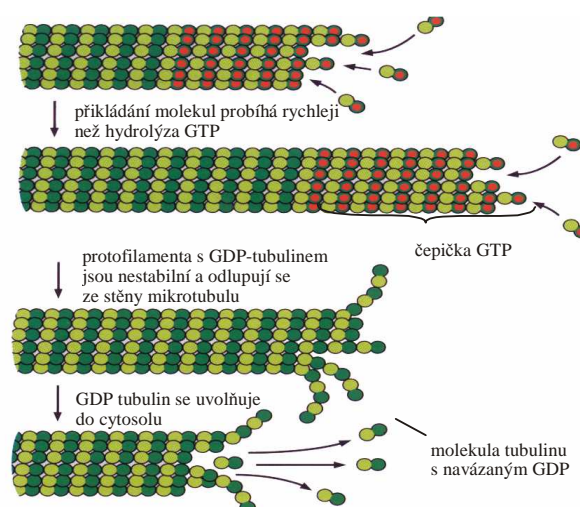 přikládání molekul probíhá rychleji
než hydrolýza GTP
čepička GTP
protofilamenta s GDP-tubulinem
jsou nestabilní a odlupují se
ze stěny mikrotubulu
GDP tubulin se uvolňuje
do cytosolu
molekula tubulinu
s navázaným GDP